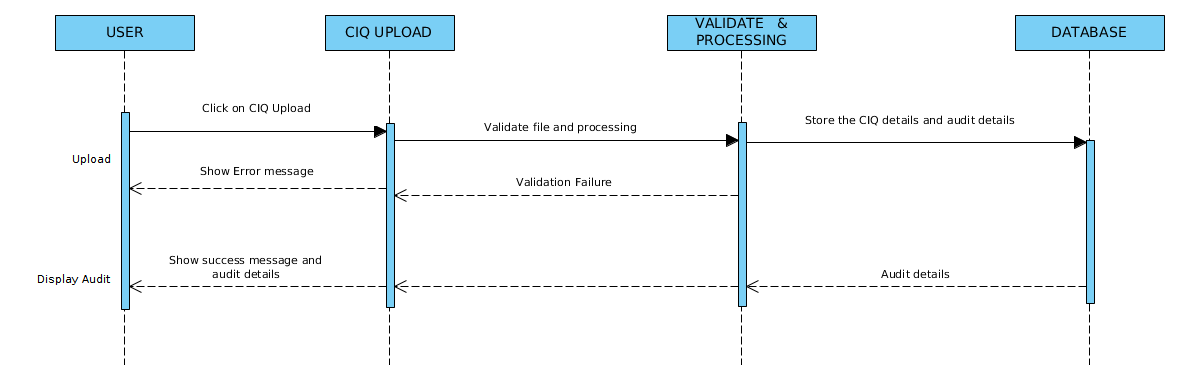 USER
CIQ UPLOAD
VALIDATE &
PROCESSING
DATABASE
Click on CIQ Upload
Validate file and processing
Store the CIQ details and audit details
Upload
Show Error message
Validation Failure
Show success message and
audit details
Display Audit
Audit details